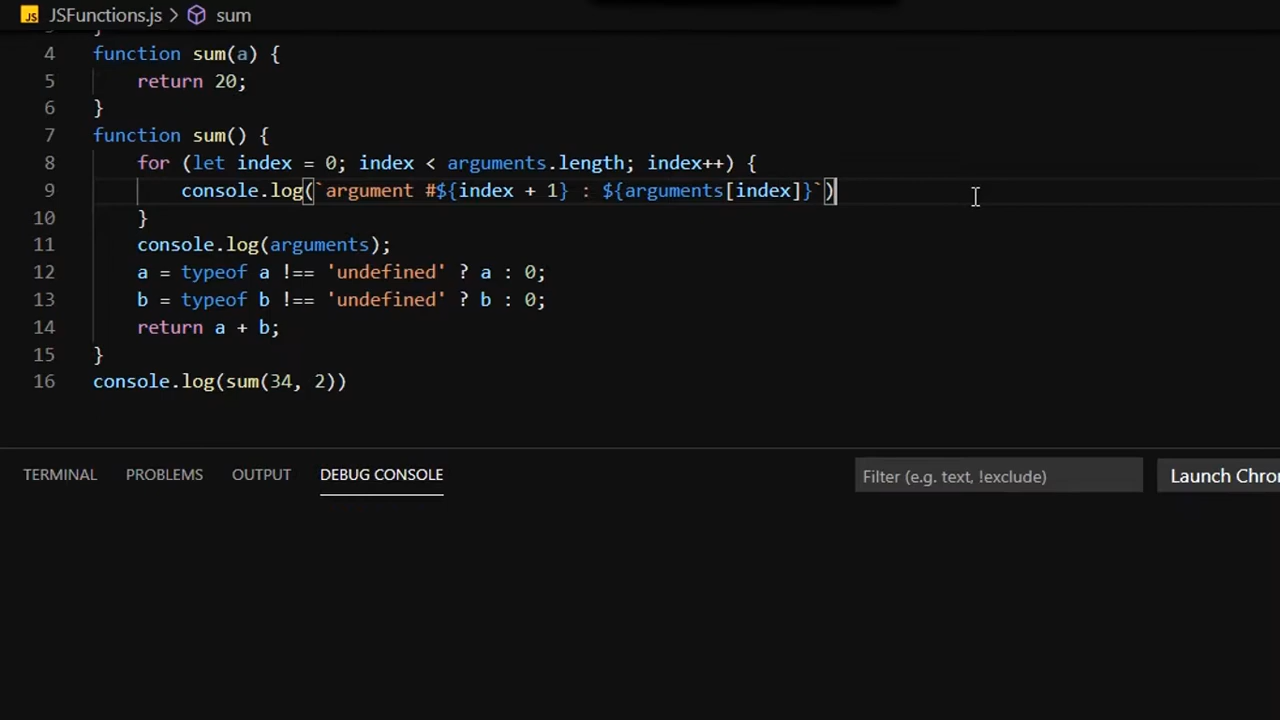 JS JSFunctions.js > sum
4 function sum(a) {
5 return 20;
6 }
7 function sum() {
8 for (let index = 0; index < arguments.length; index++) {
9 console.log(`argument #${index + 1} : ${arguments[index]}`)
10 }
11 console.log(arguments);
12 a = typeof a !== 'undefined' ? a : 0;
13 b = typeof b !== 'undefined' ? b : 0;
14 return a + b;
15 }
16 console.log(sum(34, 2))
TERMINAL PROBLEMS OUTPUT DEBUG CONSOLE Filter (e.g. text, !exclude) Launch Chro